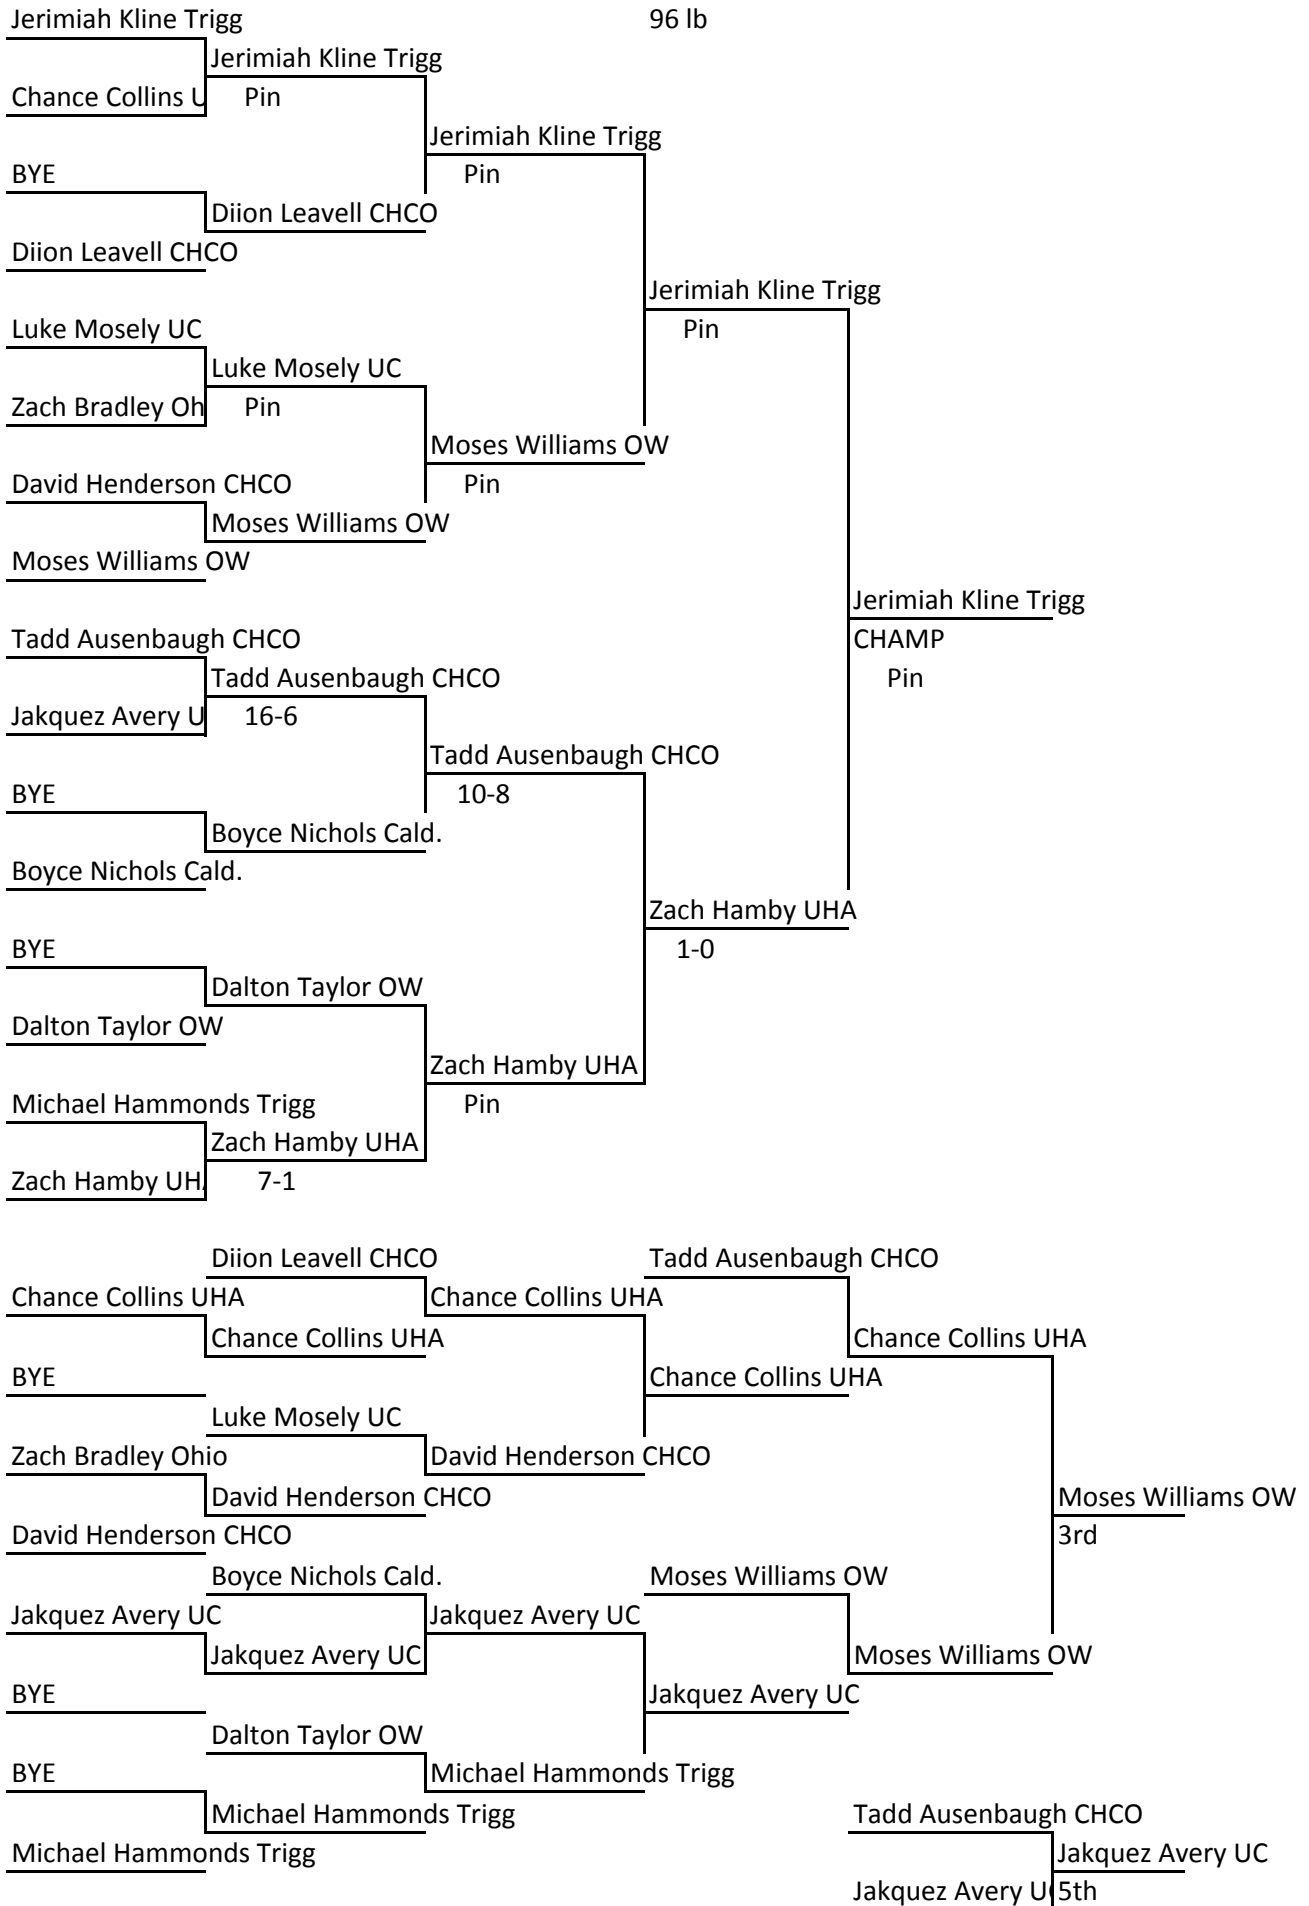 Jerimiah Kline Trigg
96 lb
Jerimiah Kline Trigg
Chance Collins U
Pin
Jerimiah Kline Trigg
BYE
Pin
Diion Leavell CHCO
Diion Leavell CHCO
Jerimiah Kline Trigg
Luke Mosely UC
Pin
Luke Mosely UC
Zach Bradley Oh
Pin
Moses Williams OW
David Henderson CHCO
Pin
Moses Williams OW
Moses Williams OW
Jerimiah Kline Trigg
Tadd Ausenbaugh CHCO
CHAMP
Tadd Ausenbaugh CHCO
Pin
Jakquez Avery U
16-6
Tadd Ausenbaugh CHCO
BYE
10-8
Boyce Nichols Cald.
Boyce Nichols Cald.
Zach Hamby UHA
BYE
1-0
Dalton Taylor OW
Dalton Taylor OW
Zach Hamby UHA
Michael Hammonds Trigg
Pin
Zach Hamby UHA
Zach Hamby UHA
7-1
Diion Leavell CHCO
Tadd Ausenbaugh CHCO
Chance Collins UHA
Chance Collins UHA
Chance Collins UHA
Chance Collins UHA
BYE
Chance Collins UHA
Luke Mosely UC
Zach Bradley Ohio
David Henderson CHCO
David Henderson CHCO
Moses Williams OW
David Henderson CHCO
3rd
Boyce Nichols Cald.
Moses Williams OW
Jakquez Avery UC
Jakquez Avery UC
Jakquez Avery UC
Moses Williams OW
BYE
Jakquez Avery UC
Dalton Taylor OW
BYE
Michael Hammonds Trigg
Michael Hammonds Trigg
Tadd Ausenbaugh CHCO
Michael Hammonds Trigg
Jakquez Avery UC
Jakquez Avery U
5th